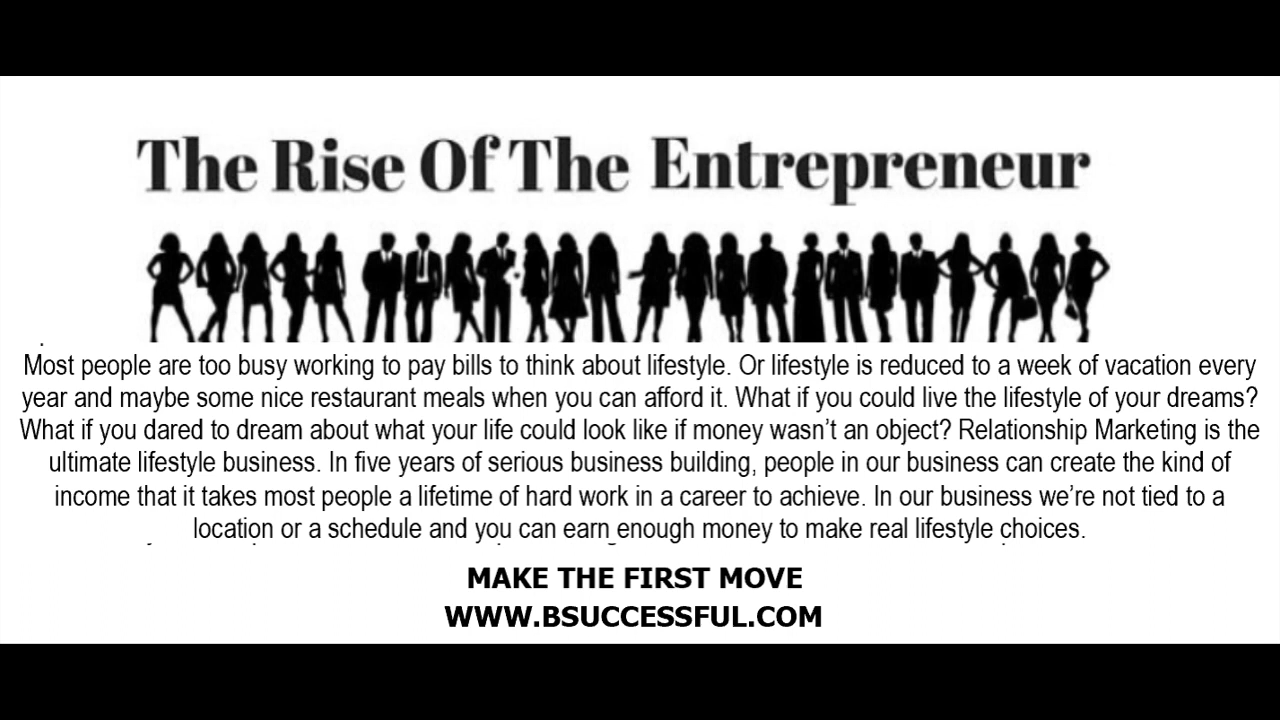 The Rise Of The Entrepreneur
Most people are too busy working to pay bills to think about lifestyle. Or lifestyle is reduced to a week of vacation every
year and maybe some nice restaurant meals when you can afford it. What if you could live the lifestyle of your dreams?
What if you dared to dream about what your life could look like if money wasn’t an object? Relationship Marketing is the
ultimate lifestyle business. In five years of serious business building, people in our business can create the kind of
income that it takes most people a lifetime of hard work in a career to achieve. In our business we’re not tied to a
location or a schedule and you can earn enough money to make real lifestyle choices.
MAKE THE FIRST MOVE
WWW.BSUCCESSFUL.COM